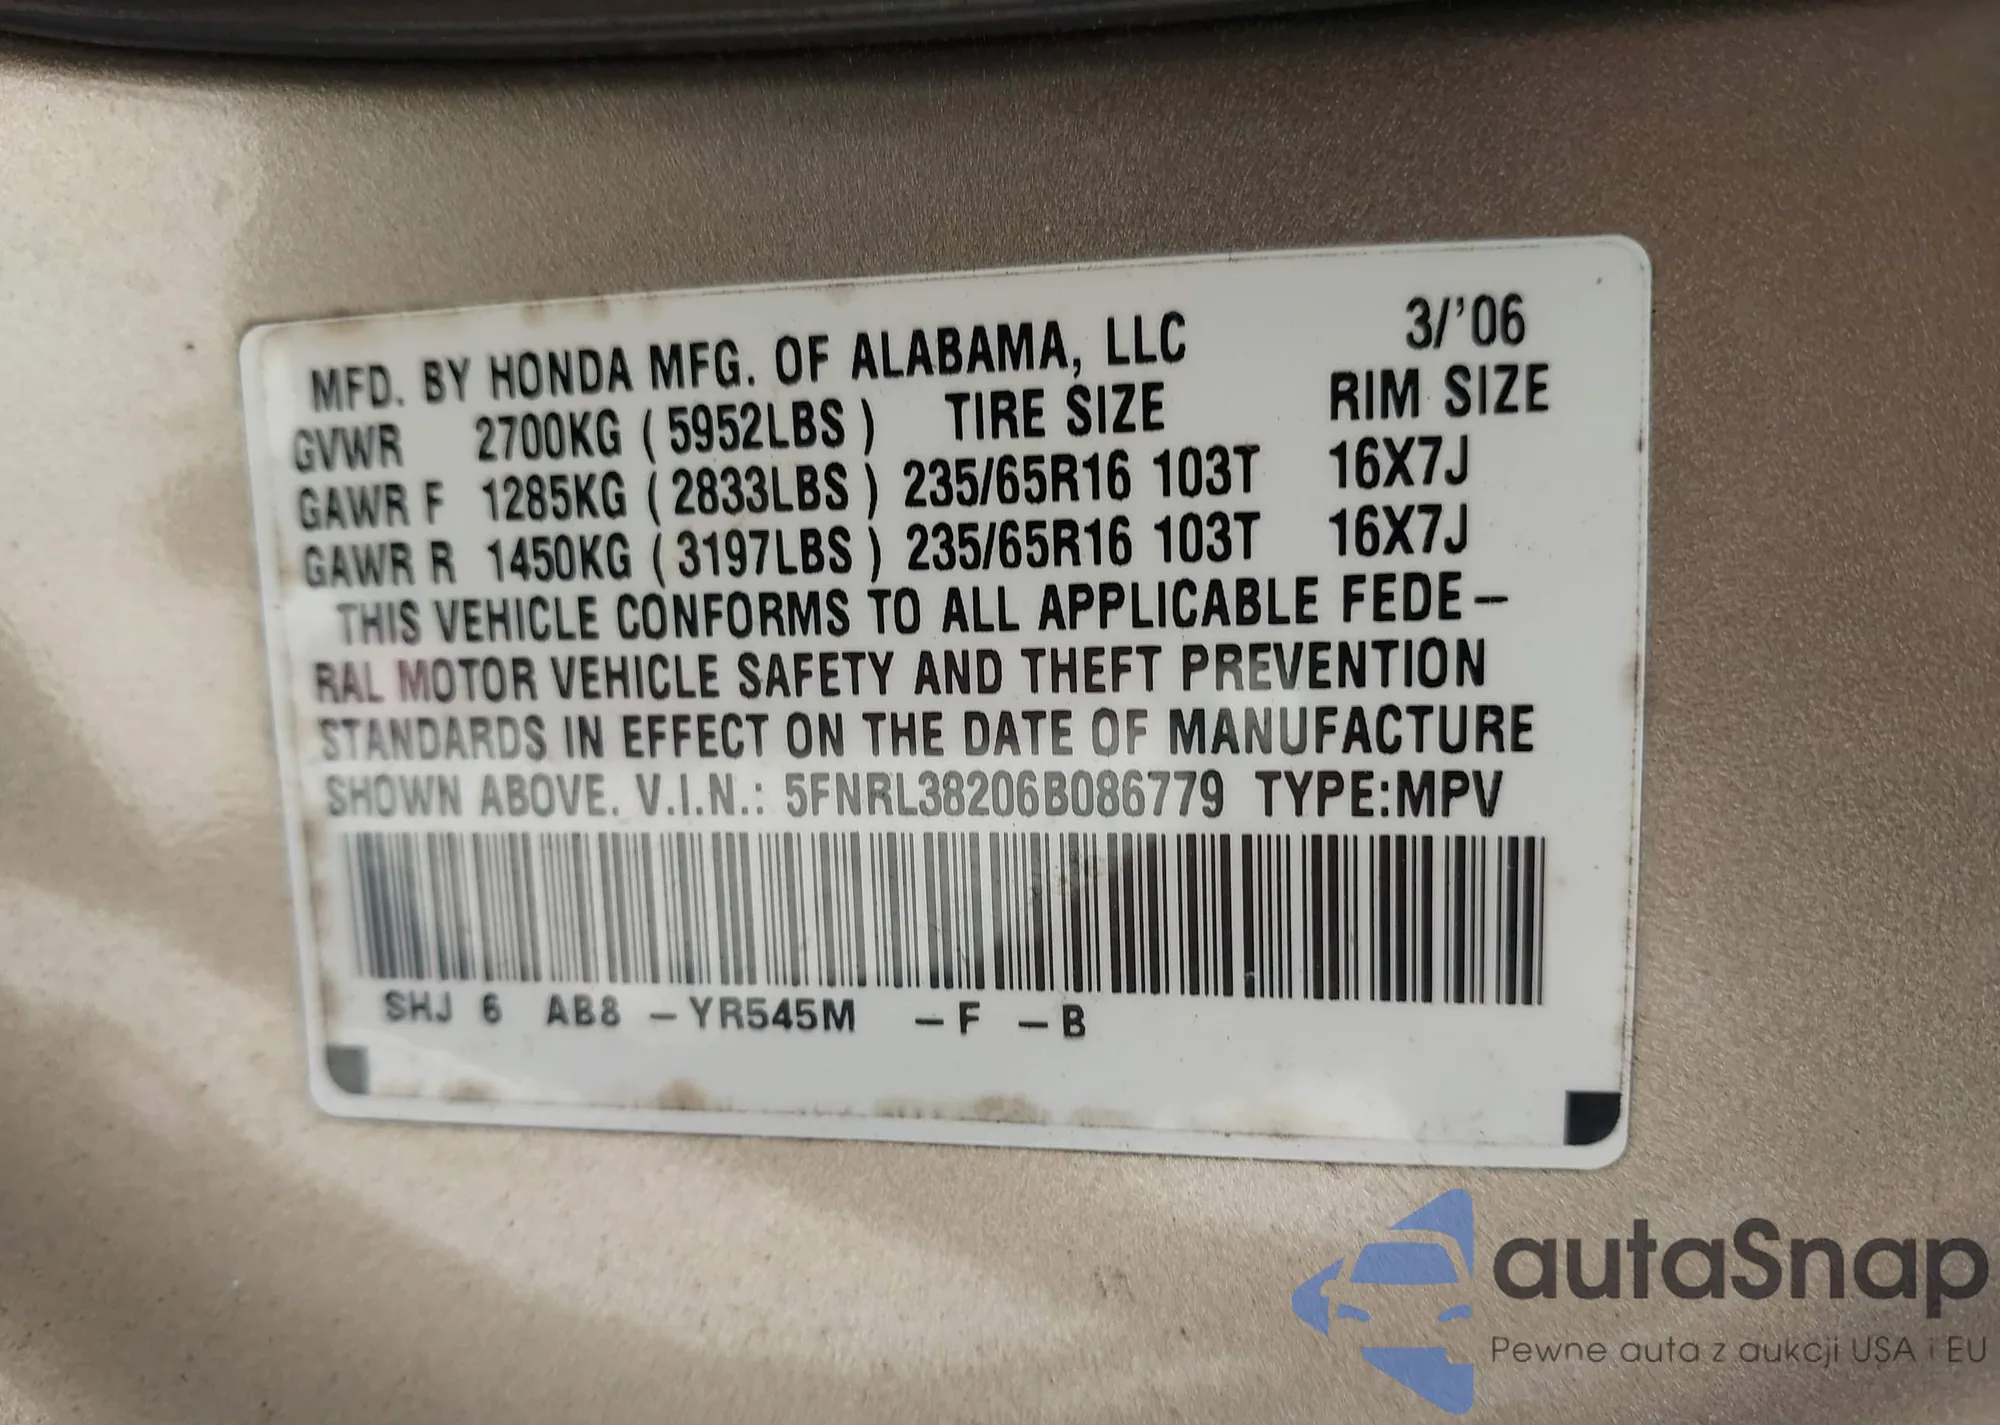 MFD. BY HONDA MFG. OF ALABAMA, LLC 3/'06
GVWR 2700KG ( 5952LBS ) TIRE SIZE RIM SIZE
GAWR F 1285KG ( 2833LBS ) 235/65R16 103T 16X7J
GAWR R 1450KG ( 3197LBS ) 235/65R16 103T 16X7J
THIS VEHICLE CONFORMS TO ALL APPLICABLE FEDE-
RAL MOTOR VEHICLE SAFETY AND THEFT PREVENTION
STANDARDS IN EFFECT ON THE DATE OF MANUFACTURE
SHOWN ABOVE. V.I.N.: 5FNRL38206B086779 TYPE:MPV
SHJ 6 AB8 -YR545M -F -B
autaSnap
Pewne auta z aukcji USA i EU